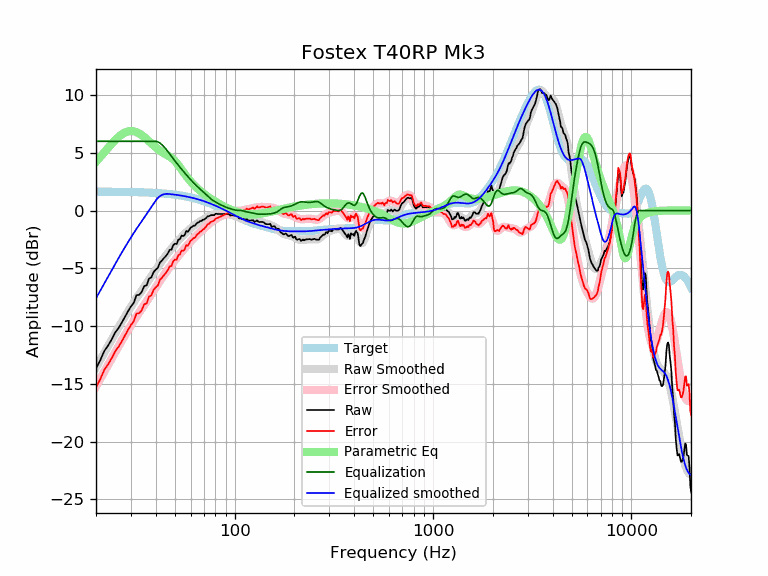 Fostex T40RP Mk3
Amplitude (dBr)
10
5
0
−5
−10
−15
−20
−25
Target
Raw Smoothed
Error Smoothed
Raw
Error
Parametric Eq
Equalization
Equalized smoothed
100
1000
10000
Frequency (Hz)